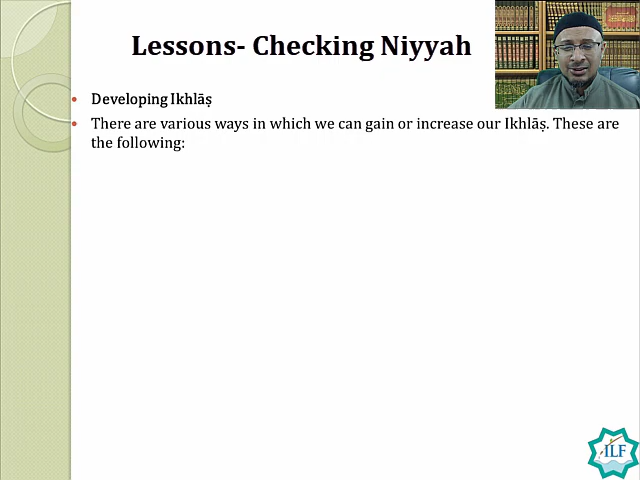 Lessons- Checking Niyyah
Developing Ikhlāṣ
There are various ways in which we can gain or increase our Ikhlāṣ. These are
the following:
ILF